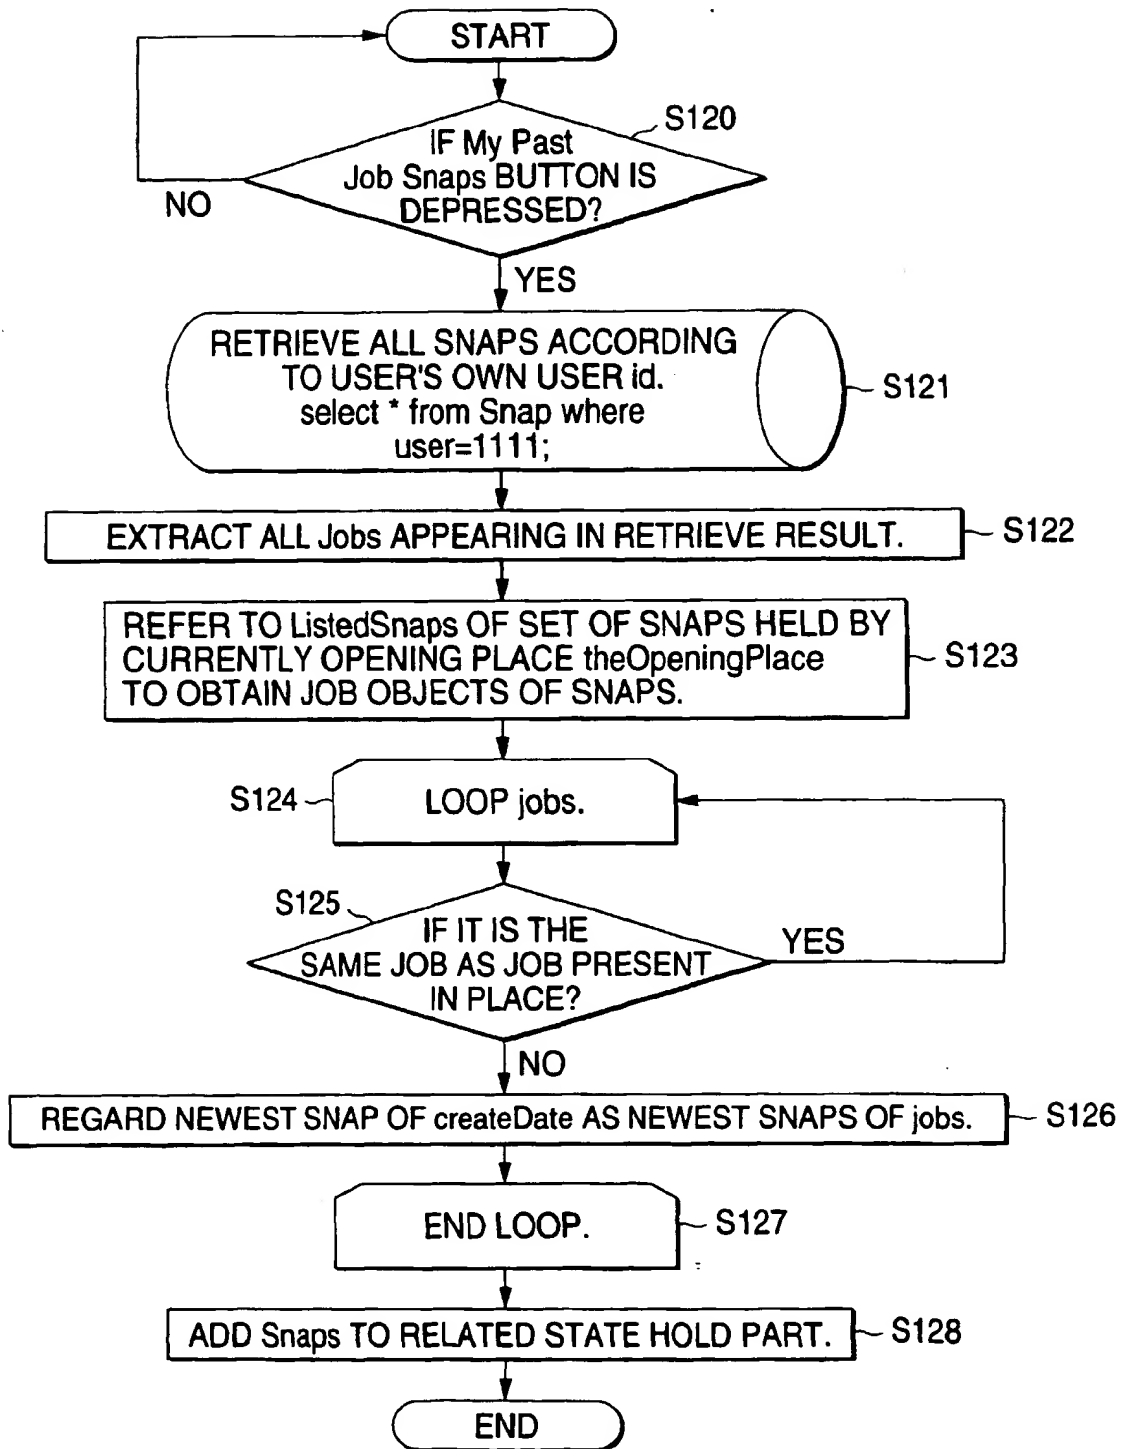 START
S120
IF My Past
Job Snaps BUTTON IS
DEPRESSED?
NO
YES
RETRIEVE ALL SNAPS ACCORDING
TO USER'S OWN USER id.
select * from Snap where
user=1111;
S121
EXTRACT ALL Jobs APPEARING IN RETRIEVE RESULT.
S122
REFER TO ListedSnaps OF SET OF SNAPS HELD BY
CURRENTLY OPENING PLACE theOpeningPlace
TO OBTAIN JOB OBJECTS OF SNAPS.
S123
S124
LOOP jobs.
S125
IF IT IS THE
SAME JOB AS JOB PRESENT
IN PLACE?
YES
NO
REGARD NEWEST SNAP OF createDate AS NEWEST SNAPS OF jobs.
S126
END LOOP.
S127
ADD Snaps TO RELATED STATE HOLD PART.
S128
END